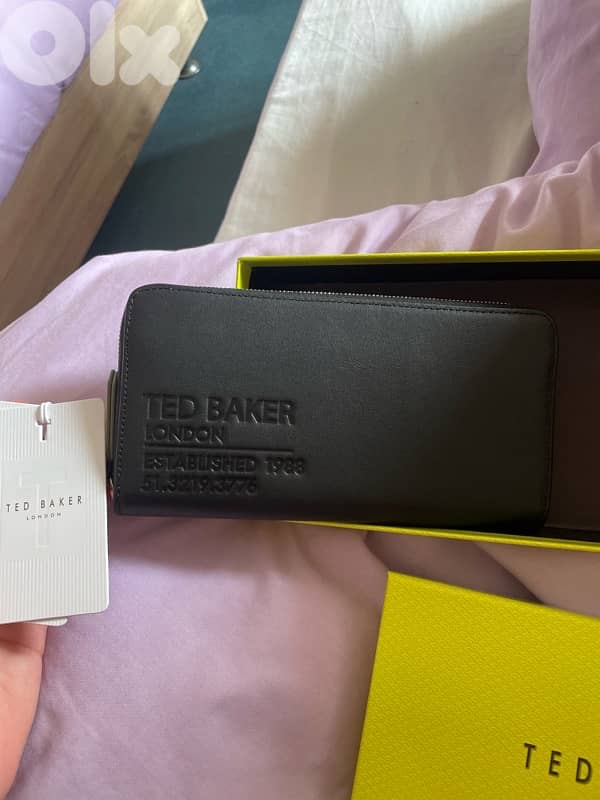 olx
TED BAKER
LONDON
ESTABLISHED 1988
51.3219.3776
T
TED BAKER
LONDON
TED